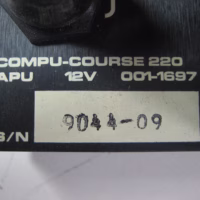 COMPU-COURSE 220
APU 12V 001-1697
S/N 9044-09